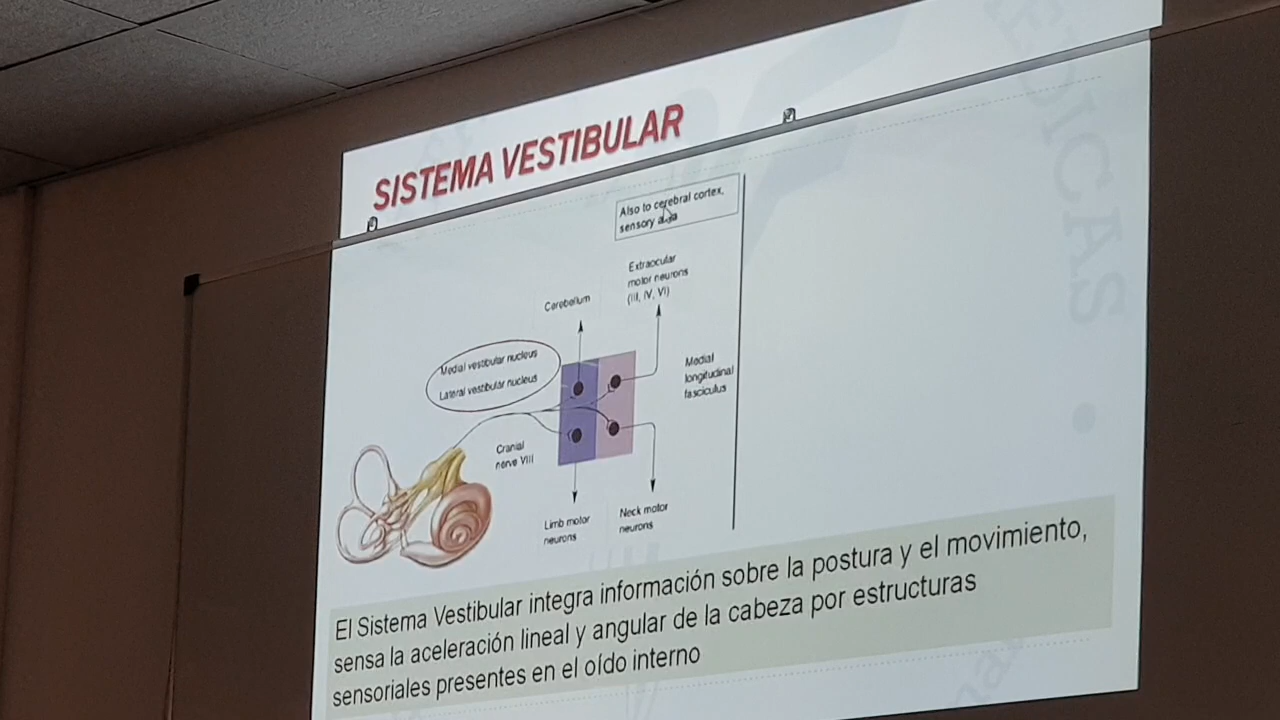 SISTEMA VESTIBULAR
Also to cerebral cortex,
sensory area
Extraocular
motor neurons
(III, IV, VI)
Cerebellum
Medial vestibular nucleus
Lateral vestibular nucleus
Medial
longitudinal
fasciculus
Cranial
nerve VIII
Limb motor
neurons
Neck motor
neurons
El Sistema Vestibular integra información sobre la postura y el movimiento,
sensa la aceleración lineal y angular de la cabeza por estructuras
sensoriales presentes en el oído interno
DICAS